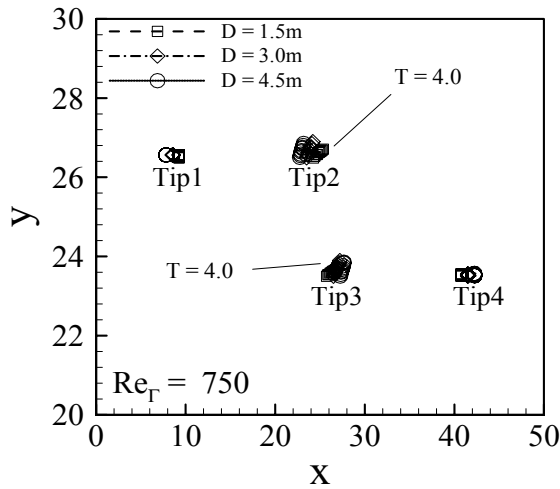 30
28
26
24
22
20
y
D = 1.5m
D = 3.0m
D = 4.5m
T = 4.0
Tip1
Tip2
T = 4.0
Tip3
Tip4
Re_Γ = 750
0
10
20
30
40
50
x